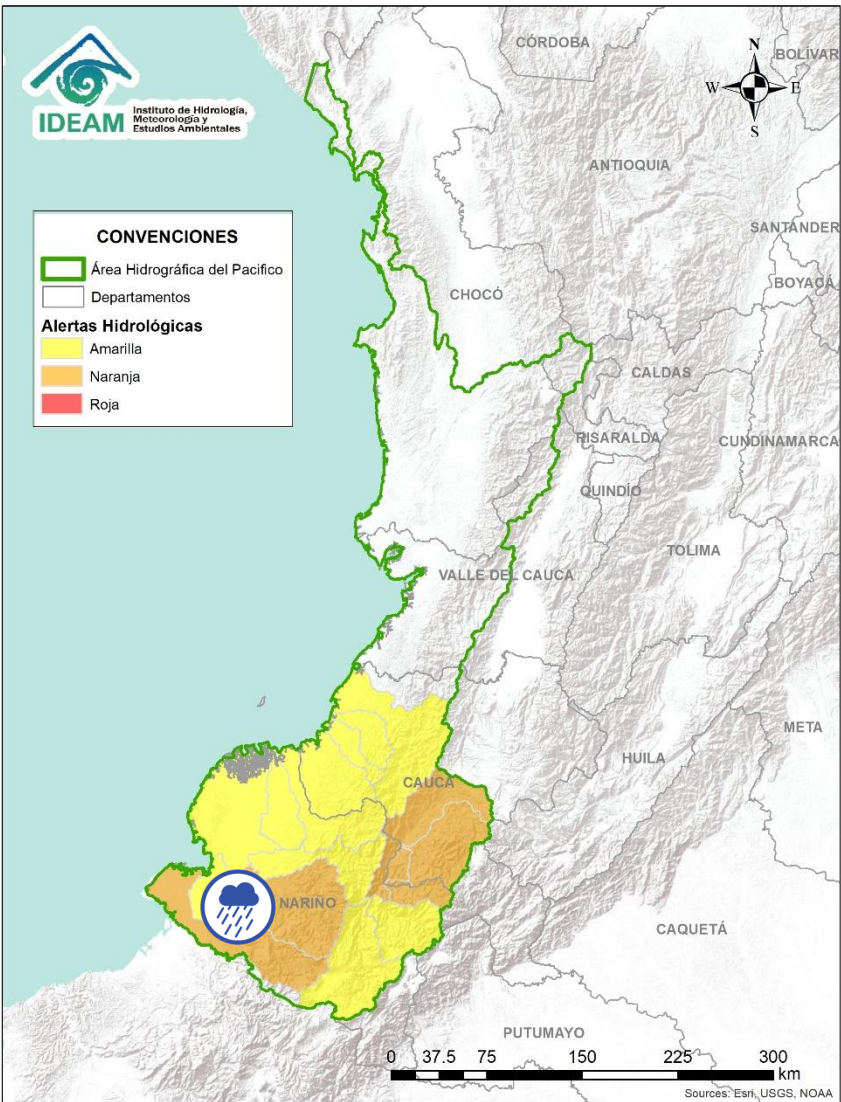 IDEAM
Instituto de Hidrología,
Meteorología y
Estudios Ambientales
CÓRDOBA
BOLÍVAR
N
W
E
S
ANTIOQUIA
SANTANDER
BOYACÁ
CONVENCIONES
Área Hidrográfica del Pacifico
Departamentos
Alertas Hidrológicas
Amarilla
Naranja
Roja
CHOCÓ
CALDAS
RISARALDA
CUNDINAMARCA
QUINDÍO
TOLIMA
VALLE DEL CAUCA
META
HUILA
CAUCA
NARIÑO
CAQUETÁ
PUTUMAYO
0 37.5 75 150 225 300
km
Sources: Esri, USGS, NOAA